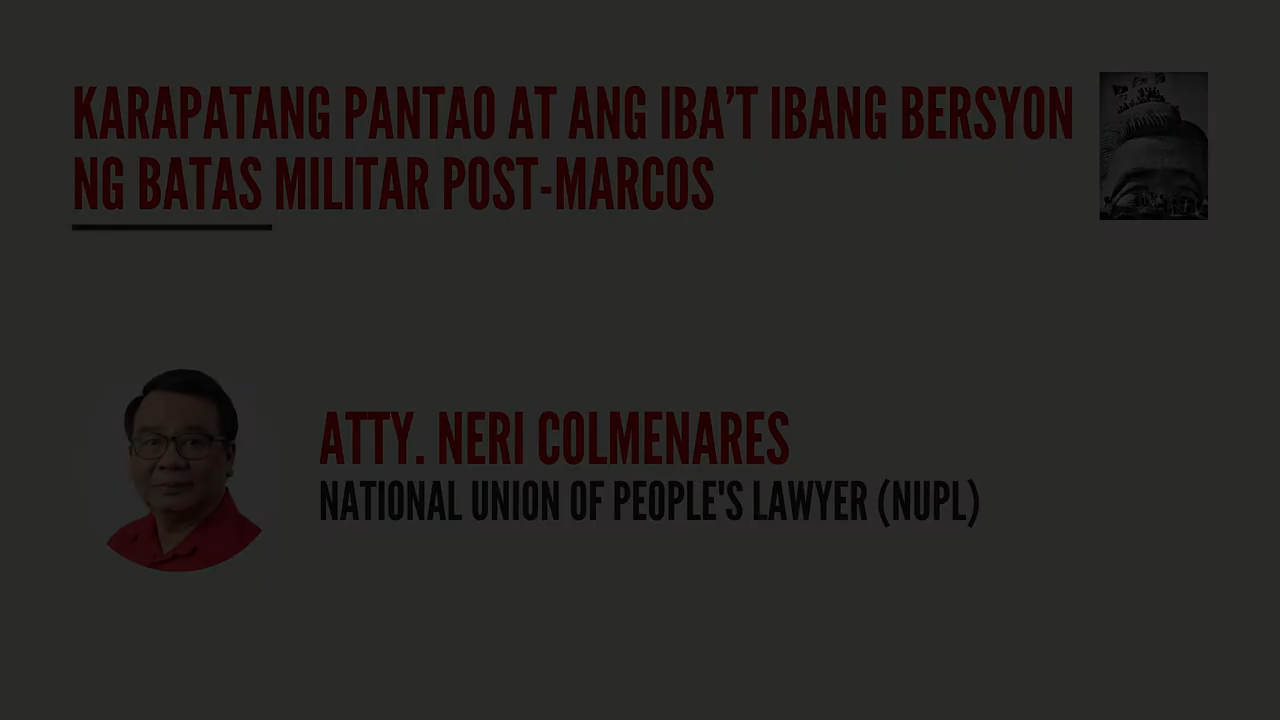 KARAPATANG PANTAO AT ANG IBA'T IBANG BERSYON
NG BATAS MILITAR POST-MARCOS
ATTY. NERI COLMENARES
NATIONAL UNION OF PEOPLE'S LAWYER (NUPL)